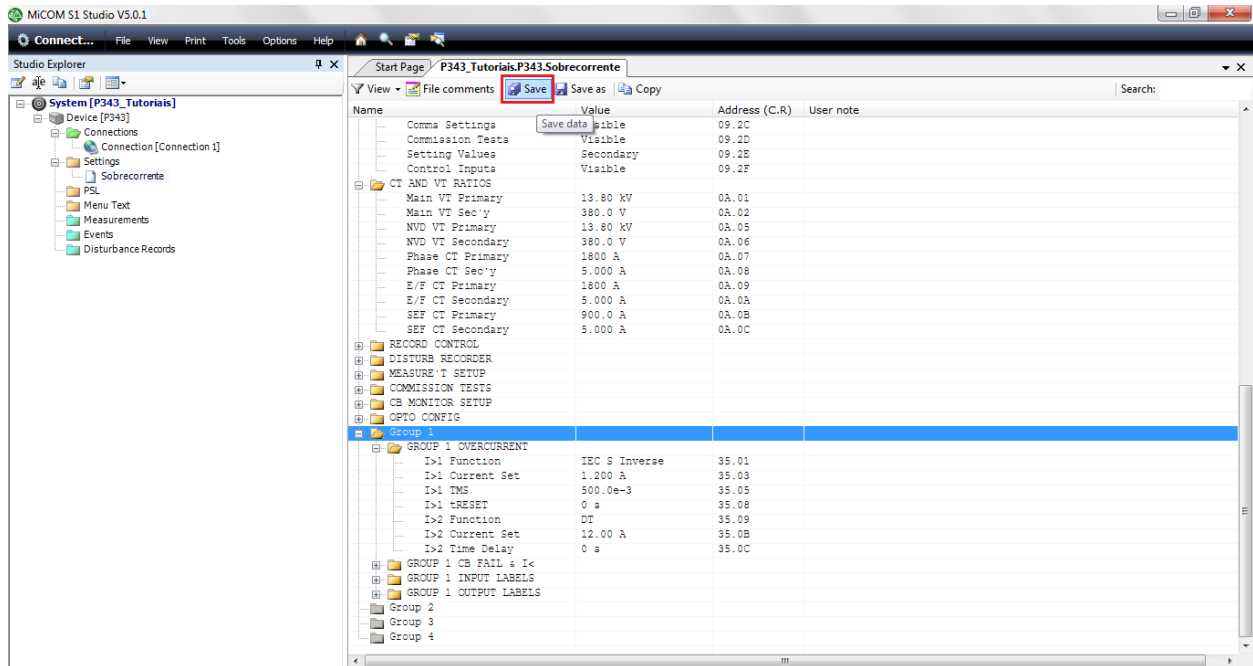 MiCOM S1 Studio V5.0.1
Connect... File View Print Tools Options Help
Studio Explorer
System [P343_Tutoriais]
Device [P343]
Connections
Connection [Connection 1]
Settings
Sobrecorrente
PSL
Menu Text
Measurements
Events
Disturbance Records
Start Page P343_Tutoriais.P343.Sobrecorrente
View File comments Save Save as Copy Search:
Name Value Address (C.R) User note
Save data
Comms Settings sible 09.2C
Commission Tests Visible 09.2D
Setting Values Secondary 09.2E
Control Inputs Visible 09.2F
CT AND VT RATIOS
Main VT Primary 13.80 kV 0A.01
Main VT Sec'y 380.0 V 0A.02
NVD VT Primary 13.80 kV 0A.05
NVD VT Secondary 380.0 V 0A.06
Phase CT Primary 1800 A 0A.07
Phase CT Sec'y 5.000 A 0A.08
E/F CT Primary 1800 A 0A.09
E/F CT Secondary 5.000 A 0A.0A
SEF CT Primary 900.0 A 0A.0B
SEF CT Secondary 5.000 A 0A.0C
RECORD CONTROL
DISTURB RECORDER
MEASURE'T SETUP
COMMISSION TESTS
CB MONITOR SETUP
OPTO CONFIG
Group 1
GROUP 1 OVERCURRENT
I>1 Function IEC S Inverse 35.01
I>1 Current Set 1.200 A 35.03
I>1 TMS 500.0e-3 35.05
I>1 tRESET 0 s 35.08
I>2 Function DT 35.09
I>2 Current Set 12.00 A 35.0B
I>2 Time Delay 0 s 35.0C
GROUP 1 CB FAIL & I<
GROUP 1 INPUT LABELS
GROUP 1 OUTPUT LABELS
Group 2
Group 3
Group 4